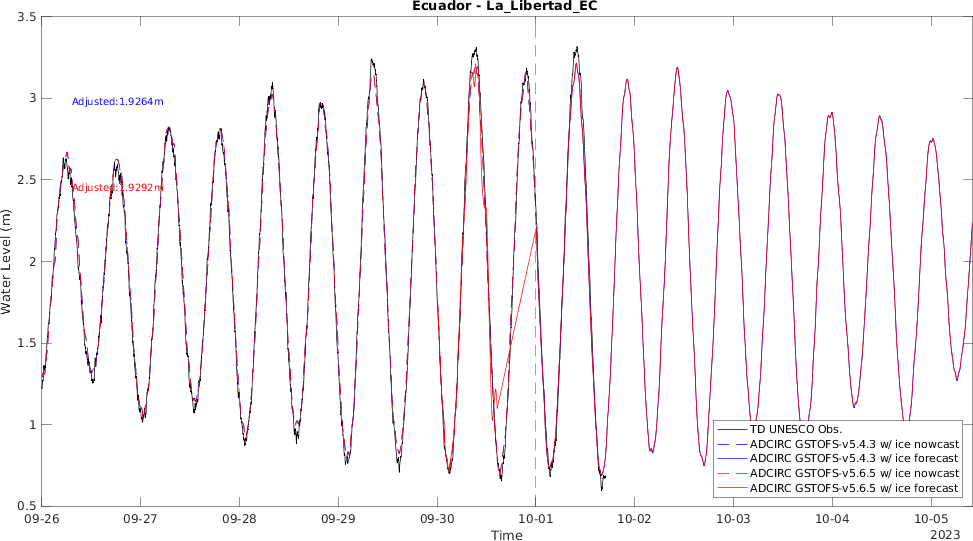 Ecuador - La_Libertad_EC
3.5
3
2.5
2
1.5
1
0.5
Water Level (m)
Adjusted:1.9264m
Adjusted:1.9292m
TD UNESCO Obs.
ADCIRC GSTOFS-v5.4.3 w/ ice nowcast
ADCIRC GSTOFS-v5.4.3 w/ ice forecast
ADCIRC GSTOFS-v5.6.5 w/ ice nowcast
ADCIRC GSTOFS-v5.6.5 w/ ice forecast
09-26 09-27 09-28 09-29 09-30 10-01 10-02 10-03 10-04 10-05
Time
2023